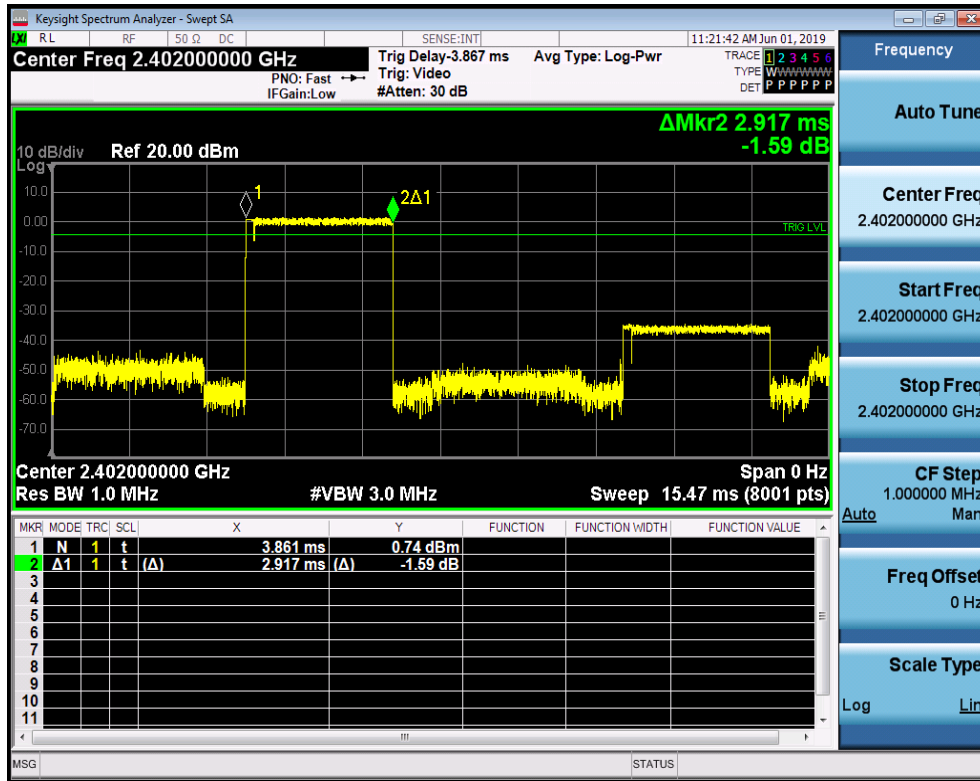 Keysight Spectrum Analyzer - Swept SA
LXI RL RF 50 Ω DC SENSE:INT 11:21:42 AM Jun 01, 2019
Center Freq 2.402000000 GHz Trig Delay-3.867 ms Avg Type: Log-Pwr TRACE 1 2 3 4 5 6
PNO: Fast Trig: Video TYPE WWWWWW
IFGain:Low #Atten: 30 dB DET P P P P P P
ΔMkr2 2.917 ms
-1.59 dB
10 dB/div Ref 20.00 dBm
Log
10.0
0.00
-10.0
-20.0
-30.0
-40.0
-50.0
-60.0
-70.0
1
2Δ1
TRIG LVL
Center 2.402000000 GHz Span 0 Hz
Res BW 1.0 MHz #VBW 3.0 MHz Sweep 15.47 ms (8001 pts)
MKR MODE TRC SCL X Y FUNCTION FUNCTION WIDTH FUNCTION VALUE
1 N 1 t 3.861 ms 0.74 dBm
2 Δ1 1 t (Δ) 2.917 ms (Δ) -1.59 dB
3
4
5
6
7
8
9
10
11
MSG STATUS
Frequency
Auto Tune
Center Freq
2.402000000 GHz
Start Freq
2.402000000 GHz
Stop Freq
2.402000000 GHz
CF Step
1.000000 MHz
Auto Man
Freq Offset
0 Hz
Scale Type
Log Lin